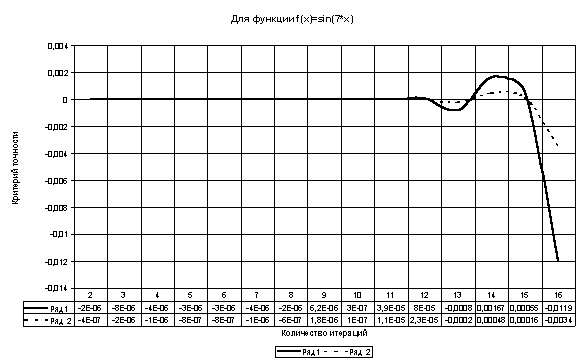 Для функции f(x)=sin(7*x)
0,004
0,002
0
-0,002
-0,004
-0,006
-0,008
-0,01
-0,012
-0,014
Критерий точности
2 3 4 5 6 7 8 9 10 11 12 13 14 15 16
Ряд1 -2E-06 -8E-06 -4E-06 -3E-06 -3E-06 -4E-06 -2E-06 6,2E-06 3E-07 3,9E-05 8E-05 -0,0008 0,00167 0,00055 -0,0119
Ряд 2 -4E-07 -2E-06 -1E-06 -8E-07 -8E-07 -1E-06 -6E-07 1,8E-06 1E-07 1,1E-05 2,3E-05 -0,0002 0,00048 0,00016 -0,0034
Количество итераций
Ряд1 Ряд 2